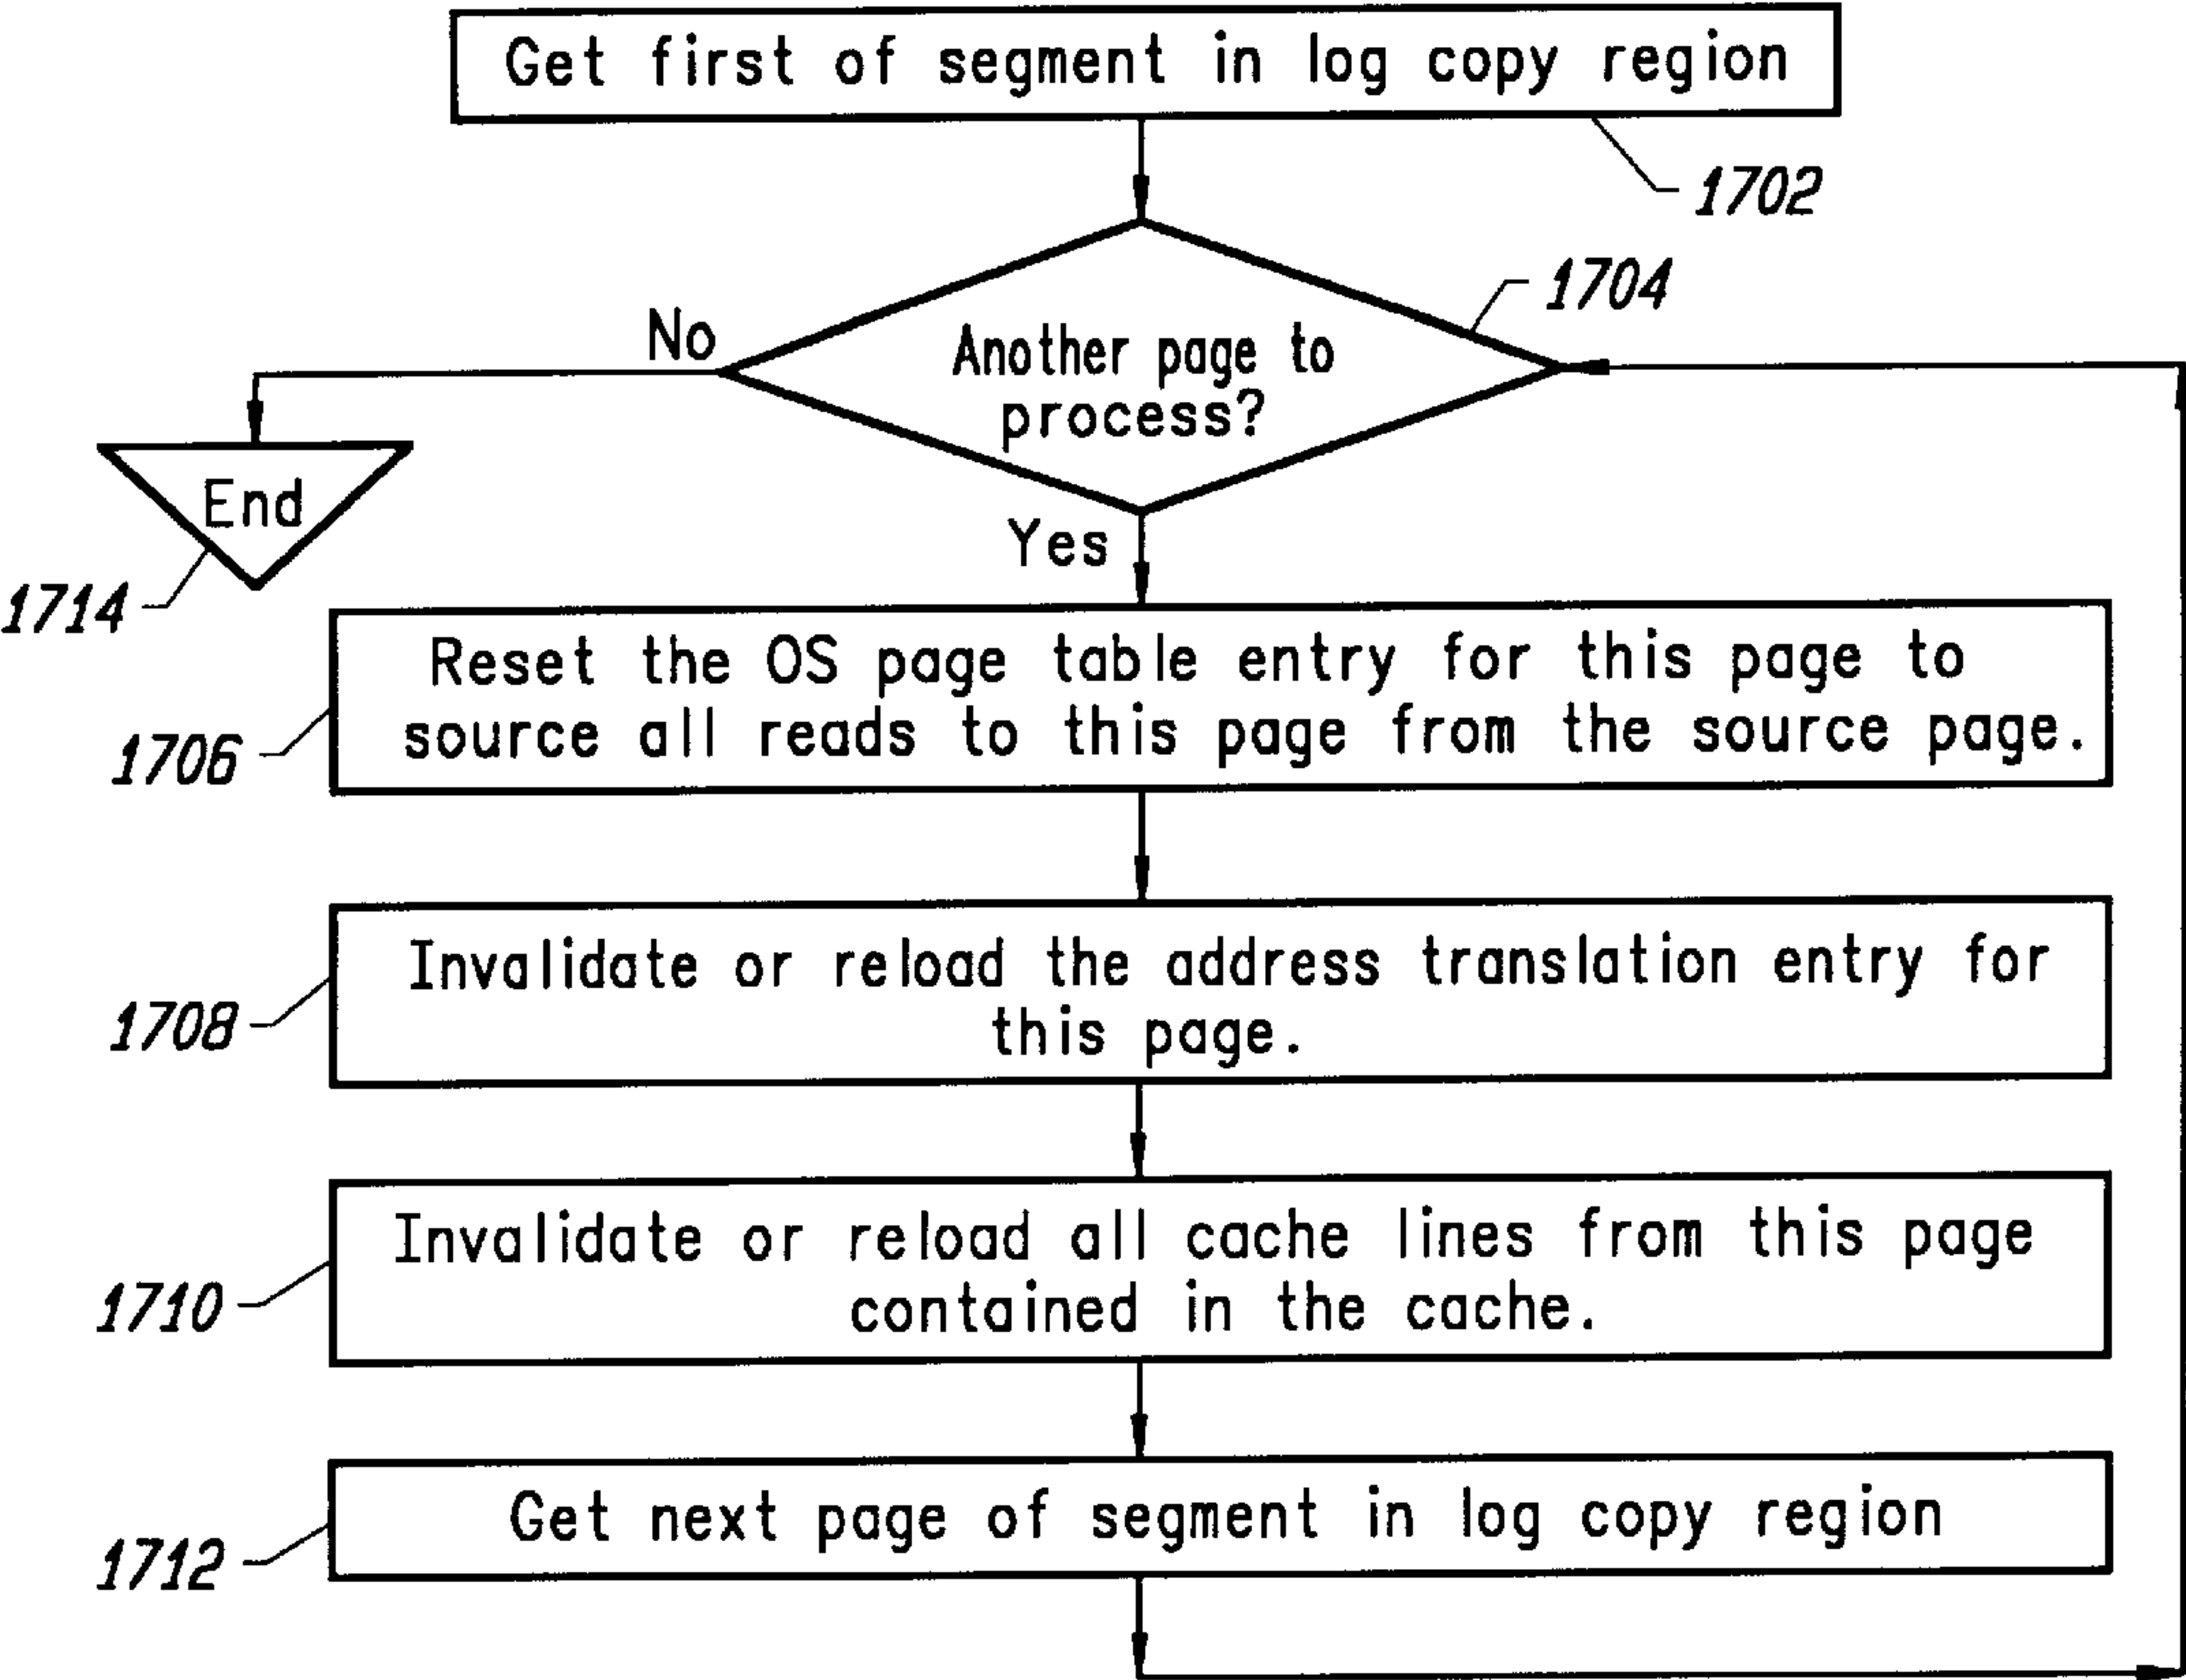 Get first of segment in log copy region
1702
1704
No
Another page to
process?
End
Yes
1714
Reset the OS page table entry for this page to
source all reads to this page from the source page.
1706
Invalidate or reload the address translation entry for
this page.
1708
Invalidate or reload all cache lines from this page
contained in the cache.
1710
Get next page of segment in log copy region
1712